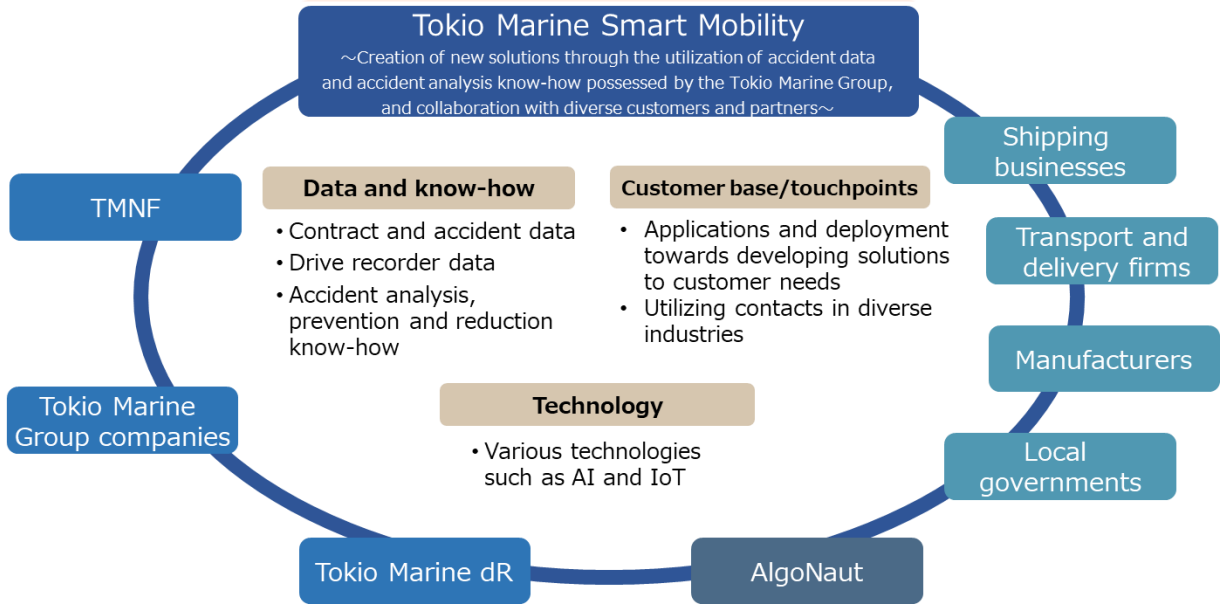 Tokio Marine Smart Mobility
～Creation of new solutions through the utilization of accident data
and accident analysis know-how possessed by the Tokio Marine Group,
and collaboration with diverse customers and partners～
TMNF
Tokio Marine
Group companies
Tokio Marine dR
AlgoNaut
Shipping
businesses
Transport and
delivery firms
Manufacturers
Local
governments
Data and know-how
• Contract and accident data
• Drive recorder data
• Accident analysis,
prevention and reduction
know-how
Customer base/touchpoints
• Applications and deployment
towards developing solutions
to customer needs
• Utilizing contacts in diverse
industries
Technology
• Various technologies
such as AI and IoT